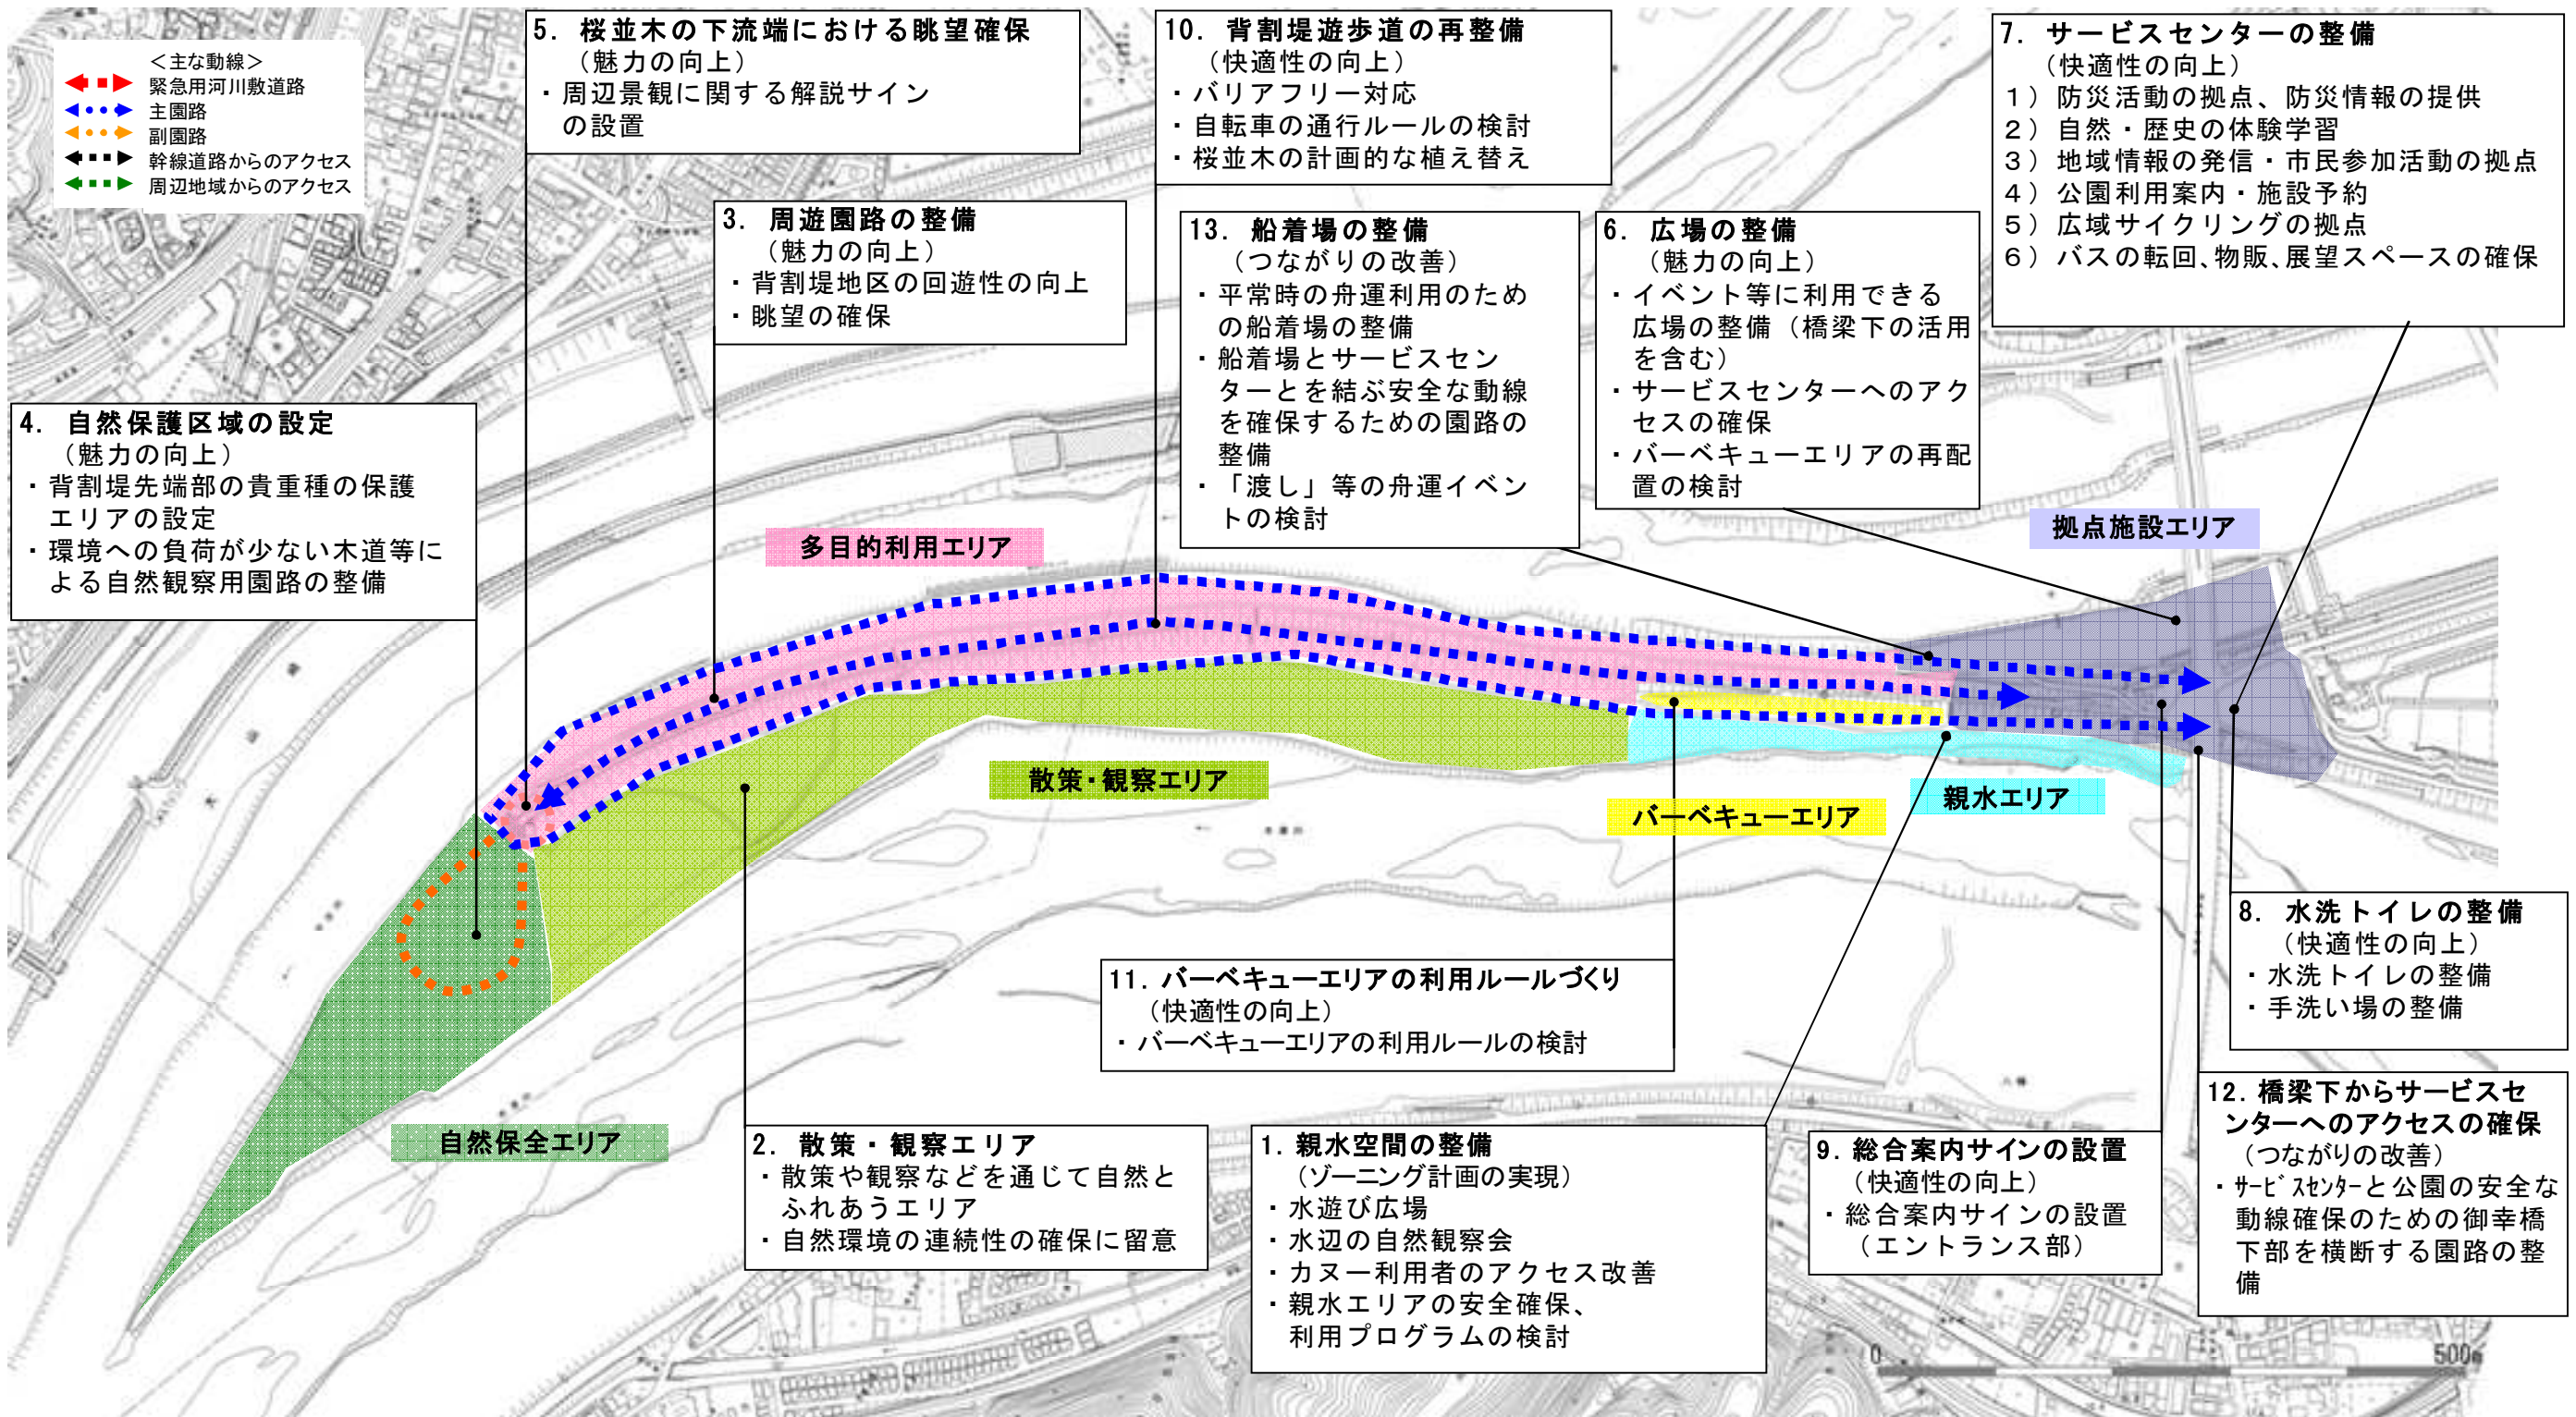 ＜主な動線＞
緊急用河川敷道路
主園路
副園路
幹線道路からのアクセス
周辺地域からのアクセス
5. 桜並木の下流端における眺望確保
（魅力の向上）
・周辺景観に関する解説サイン
の設置
10. 背割堤遊歩道の再整備
（快適性の向上）
・バリアフリー対応
・自転車の通行ルールの検討
・桜並木の計画的な植え替え
7. サービスセンターの整備
（快適性の向上）
1）防災活動の拠点、防災情報の提供
2）自然・歴史の体験学習
3）地域情報の発信・市民参加活動の拠点
4）公園利用案内・施設予約
5）広域サイクリングの拠点
6）バスの転回、物販、展望スペースの確保
3. 周遊園路の整備
（魅力の向上）
・背割堤地区の回遊性の向上
・眺望の確保
13. 船着場の整備
（つながりの改善）
・平常時の舟運利用のため
の船着場の整備
・船着場とサービスセン
ターとを結ぶ安全な動線
を確保するための園路の
整備
・「渡し」等の舟運イベン
トの検討
6. 広場の整備
（魅力の向上）
・イベント等に利用できる
広場の整備（橋梁下の活用
を含む）
・サービスセンターへのアク
セスの確保
・バーベキューエリアの再配
置の検討
4. 自然保護区域の設定
（魅力の向上）
・背割堤先端部の貴重種の保護
エリアの設定
・環境への負荷が少ない木道等に
よる自然観察用園路の整備
多目的利用エリア
拠点施設エリア
散策・観察エリア
バーベキューエリア
親水エリア
自然保全エリア
8. 水洗トイレの整備
（快適性の向上）
・水洗トイレの整備
・手洗い場の整備
11. バーベキューエリアの利用ルールづくり
（快適性の向上）
・バーベキューエリアの利用ルールの検討
2. 散策・観察エリア
・散策や観察などを通じて自然と
ふれあうエリア
・自然環境の連続性の確保に留意
1. 親水空間の整備
（ゾーニング計画の実現）
・水遊び広場
・水辺の自然観察会
・カヌー利用者のアクセス改善
・親水エリアの安全確保、
利用プログラムの検討
9. 総合案内サインの設置
（快適性の向上）
・総合案内サインの設置
（エントランス部）
12. 橋梁下からサービスセ
ンターへのアクセスの確保
（つながりの改善）
・ｻｰﾋﾞｽｾﾝﾀｰと公園の安全な
動線確保のための御幸橋
下部を横断する園路の整
備
0 500m